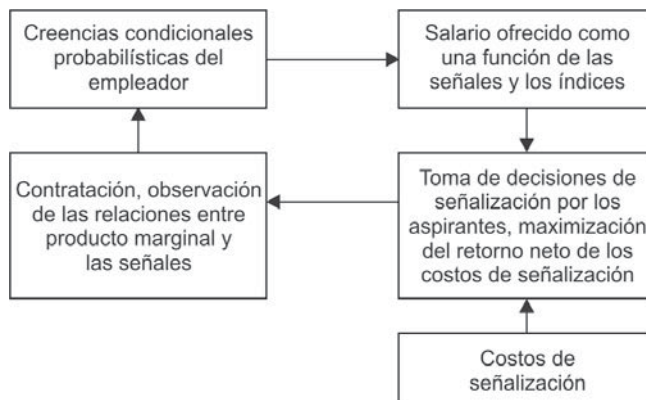 Creencias condicionales
probabilísticas del
empleador
Salario ofrecido como
una función de las
señales y los índices
Contratación, observación
de las relaciones entre
producto marginal y
las señales
Toma de decisiones de
señalización por los
aspirantes, maximización
del retorno neto de los
costos de señalización
Costos de
señalización